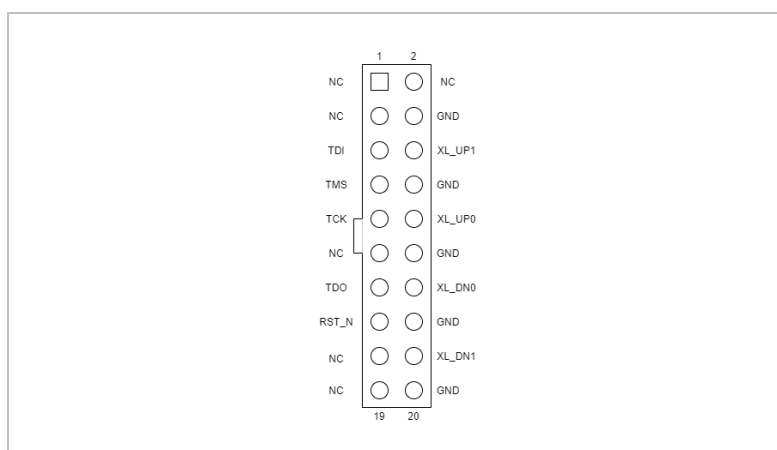 1 2
NC NC
NC GND
TDI XL_UP1
TMS GND
TCK XL_UP0
NC GND
TDO XL_DN0
RST_N GND
NC XL_DN1
NC GND
19 20